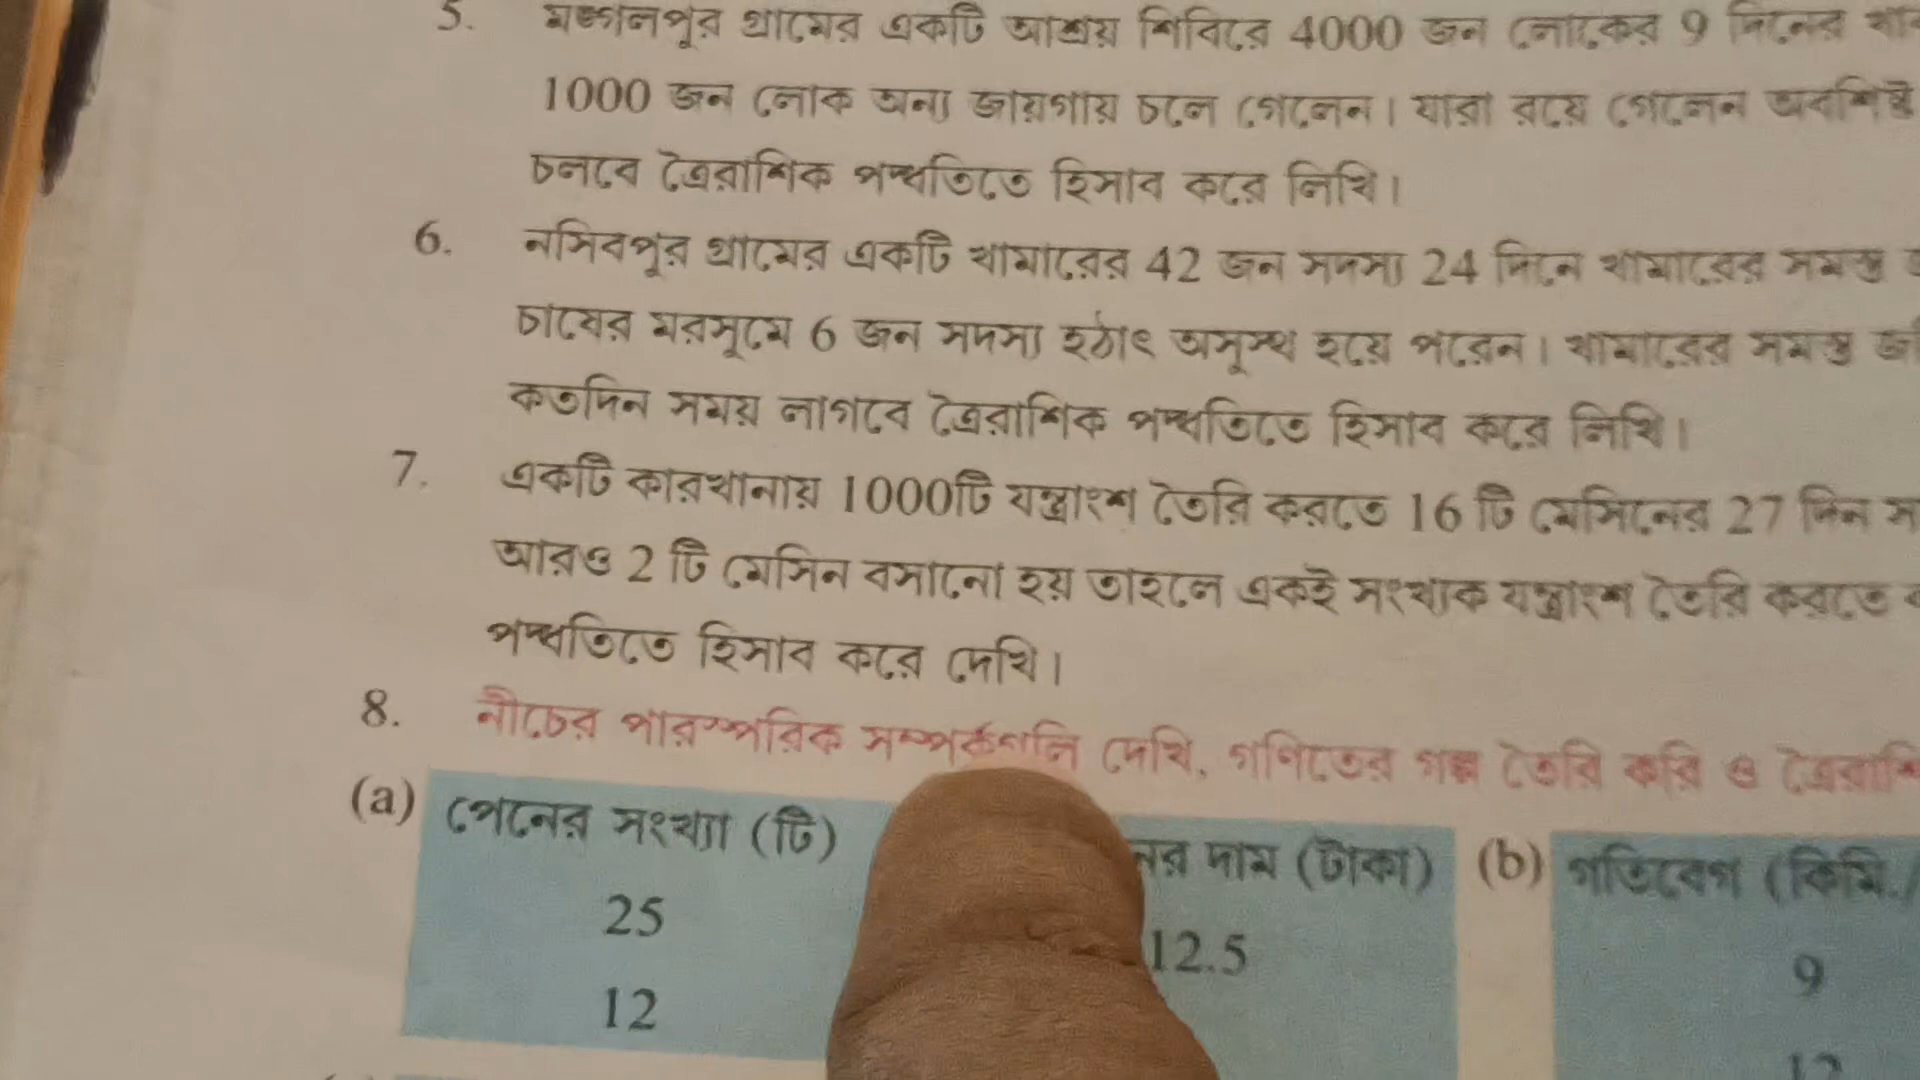 5. মঙ্গলপুর গ্রামের একটি আশ্রয় শিবিরে 4000 জন লোকের 9 দিনের
1000 জন লোক অন্য জায়গায় চলে গেলেন। যারা রয়ে গেলেন অবশিষ্ট
চলবে ত্রৈরাশিক পদ্ধতিতে হিসাব করে লিখি।
6. নসিবপুর গ্রামের একটি খামারের 42 জন সদস্য 24 দিনে খামারের সমস্ত
চাষের মরসুমে 6 জন সদস্য হঠাৎ অসুস্থ হয়ে পরেন। খামারের সমস্ত
কতদিন সময় লাগবে ত্রৈরাশিক পদ্ধতিতে হিসাব করে লিখি।
7. একটি কারখানায় 1000টি যন্ত্রাংশ তৈরি করতে 16 টি মেসিনের 27 দিন
আরও 2 টি মেসিন বসানো হয় তাহলে একই সংখ্যক যন্ত্রাংশ তৈরি করতে
পদ্ধতিতে হিসাব করে দেখি।
8. নীচের পারস্পরিক সম্পর্কগুলি দেখি, গণিতের গল্প তৈরি করি ও
(a) পেনের সংখ্যা (টি) দাম (টাকা) (b) গতিবেগ (কিমি./
25 12.5 9
12 12